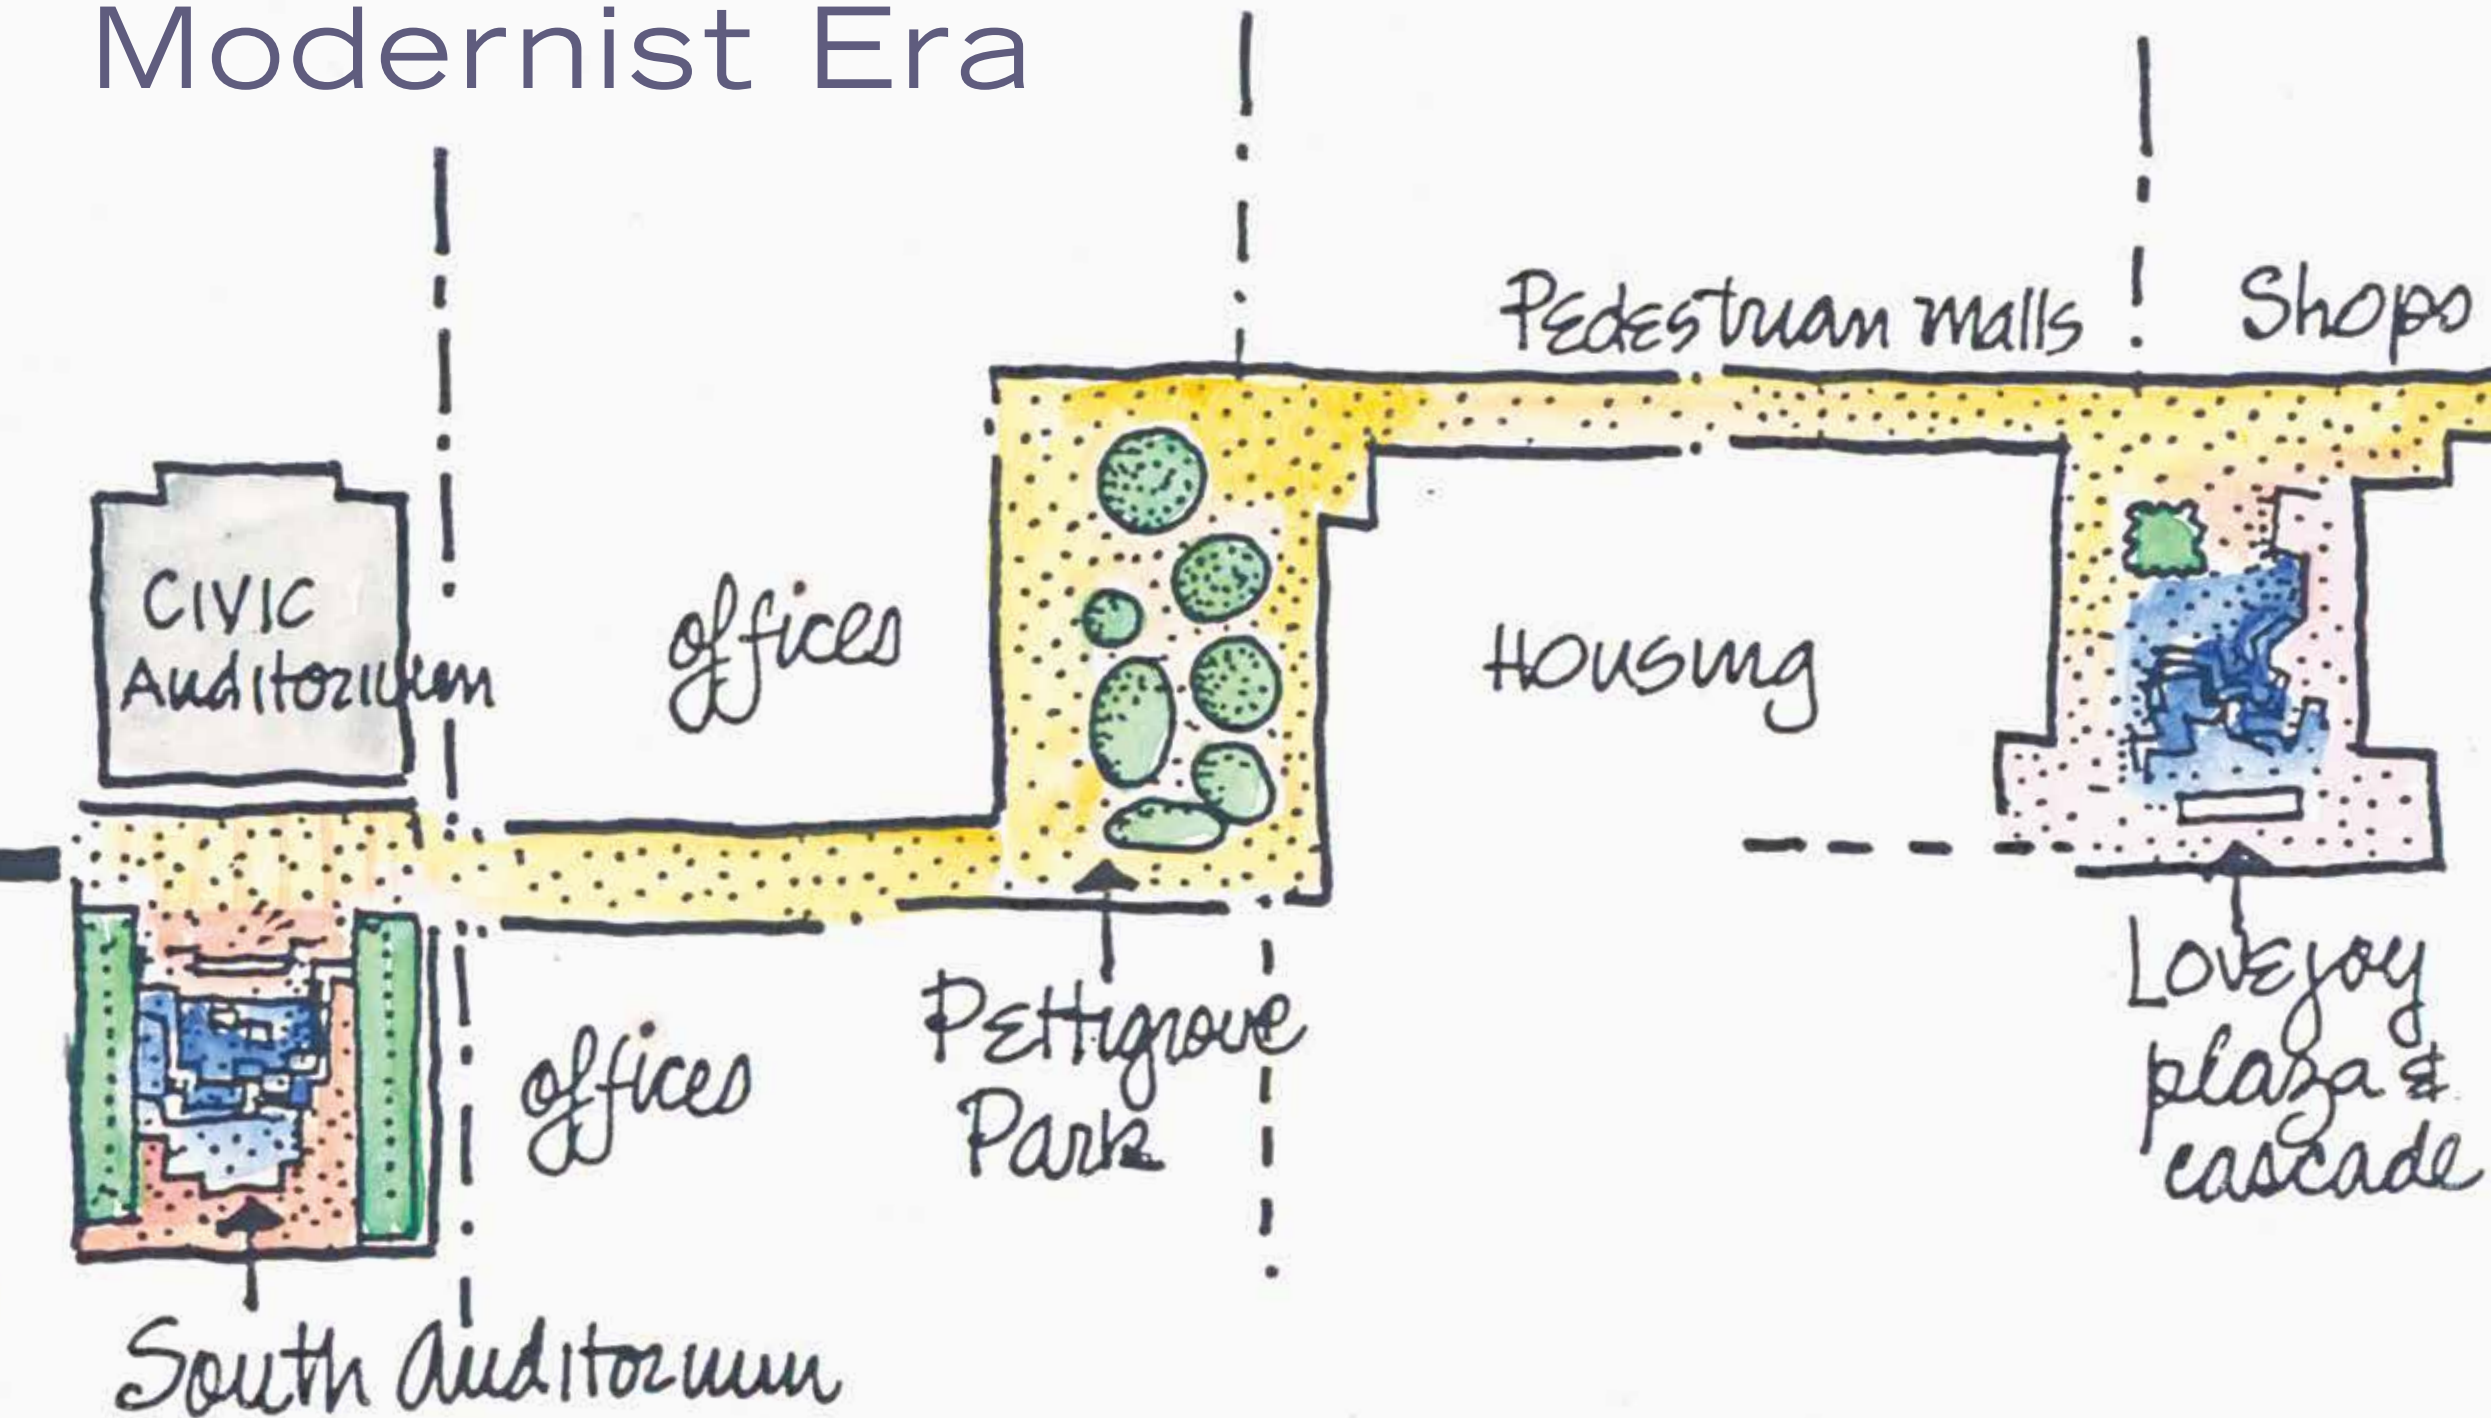 Modernist Era
Pedestrian malls
Shops
Civic
Auditorium
offices
Housing
offices
Pettigrove
Park
Lovejoy
plaza &
cascade
South Auditorium